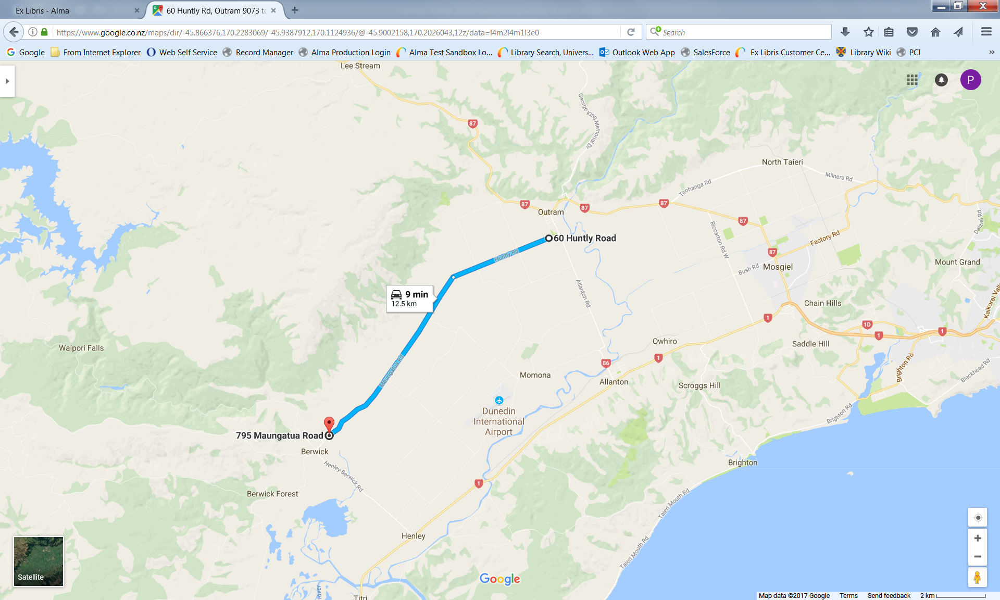 Ex Libris - Alma
60 Huntly Rd, Outram 9073 to
https://www.google.co.nz/maps/dir/-45.866376,170.2283069/-45.9387912,170.1124936/@-45.9002158,170.2026043,12z/data=!4m2!4m1!3e0
Search
Google
From Internet Explorer
Web Self Service
Record Manager
Alma Production Login
Alma Test Sandbox Lo...
Library Search, Univers...
Outlook Web App
SalesForce
Ex Libris Customer Ce...
Library Wiki
PCI
Lee Stream
P
George King Memorial Dr
87
North Taieri
Milners Rd
Tirohanga Rd
87
87
87
87
Outram
Riccarton Rd W
Dalziel Rd
60 Huntly Road
Factory Rd
Huntly Rd
87
Mount Grand
Bush Rd
Mosgiel
Allanton Rd
9 min
12.5 km
Chain Hills
Kaikorai Valle
1
1D
1
1
Waipori Falls
Owhiro
Saddle Hill
Maungatua Rd
86
1
Brighton Rd
Momona
Allanton
Scroggs Hill
Blackhead Rd
Dunedin
International
Airport
Brighton Rd
795 Maungatua Road
Berwick
Brighton
Henley-Berwick Rd
1
Berwick Forest
Taieri Mouth Rd
Henley
Taieri Mouth Rd
Satellite
Google
River
Titri
Map data ©2017 Google
Terms
Send feedback
2 km